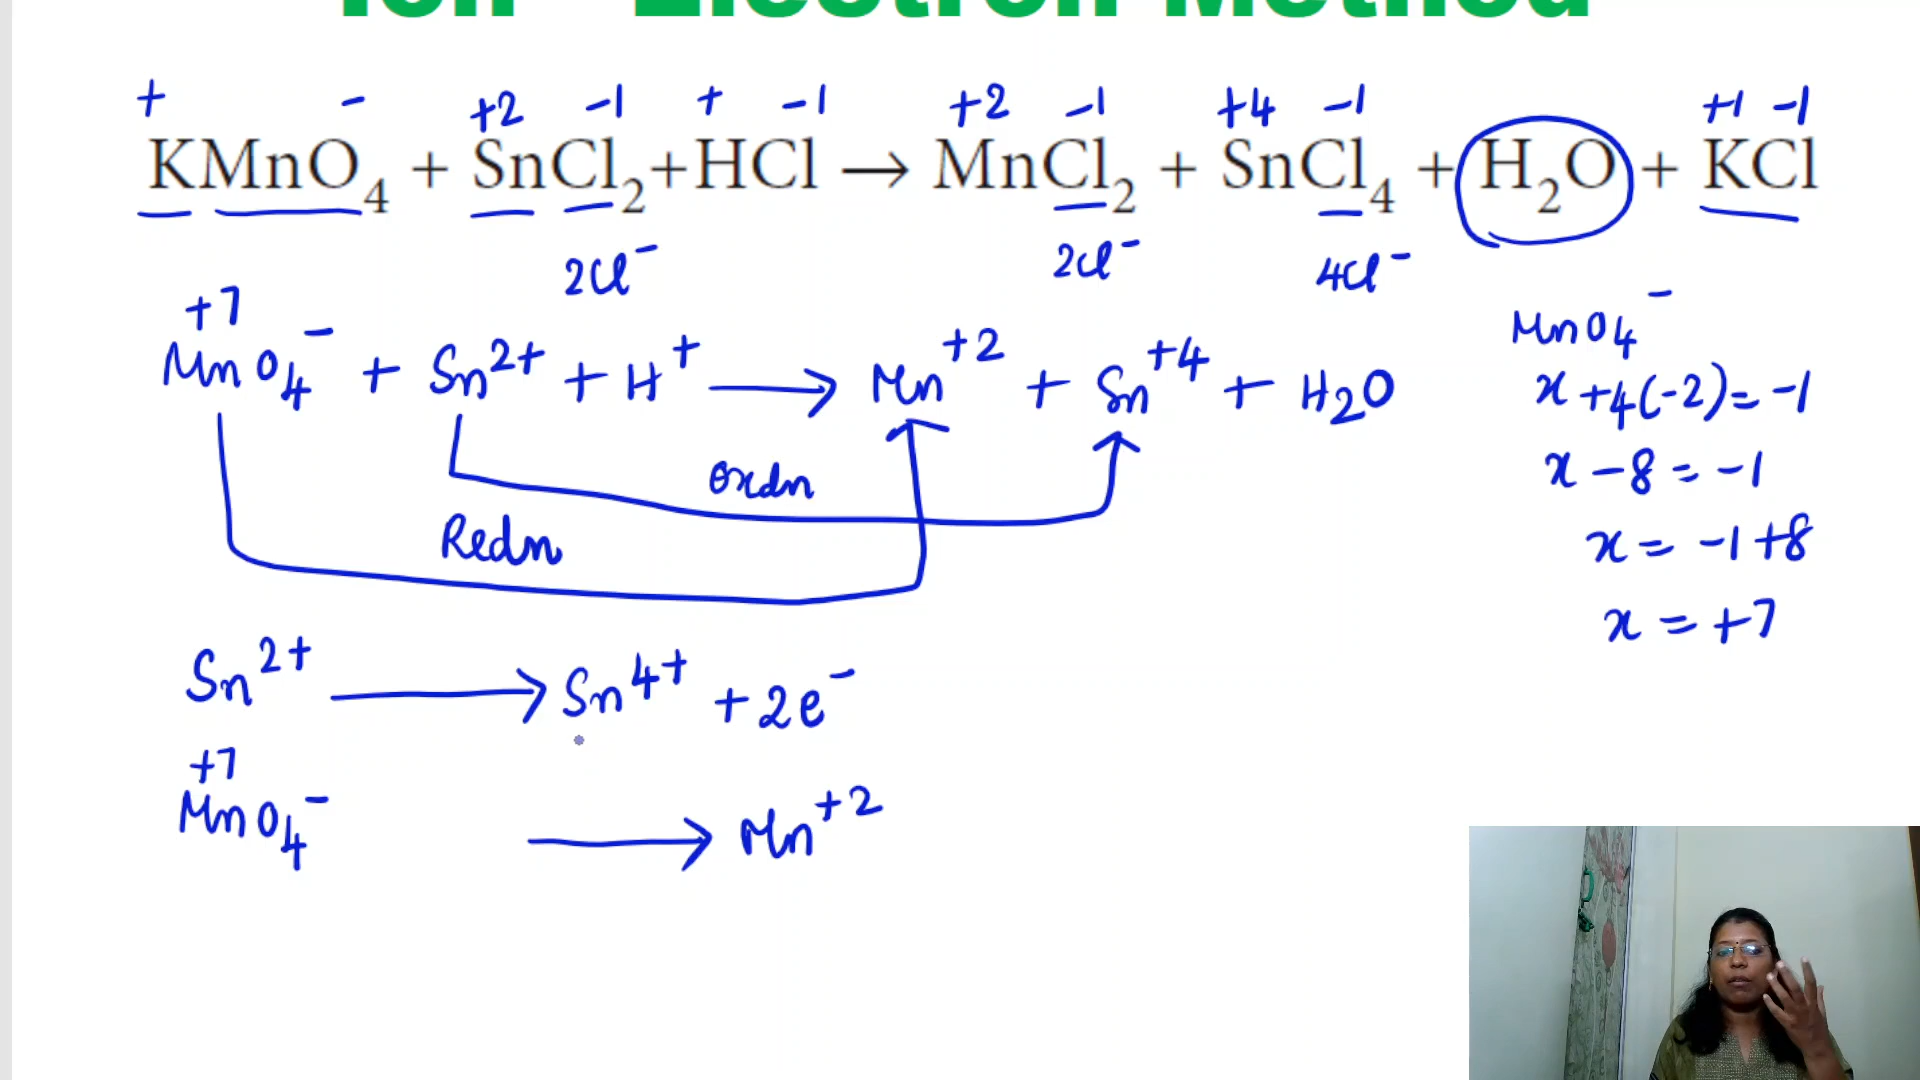 Ion - Electron Method
+ - +2 -1 + -1 +2 -1 +4 -1 +1 -1
KMnO₄ + SnCl₂+HCl → MnCl₂ + SnCl₄ + H₂O + KCl
2Cl⁻ 2Cl⁻ 4Cl⁻
+7
MnO₄⁻ + Sn²⁺ + H⁺ → Mn⁺² + Sn⁺⁴ + H₂O
Oxdn
Redn
Sn²⁺ → Sn⁴⁺ + 2e⁻
+7
MnO₄⁻ → Mn⁺²
MnO₄⁻
x +4(-2) = -1
x - 8 = -1
x = -1 +8
x = +7